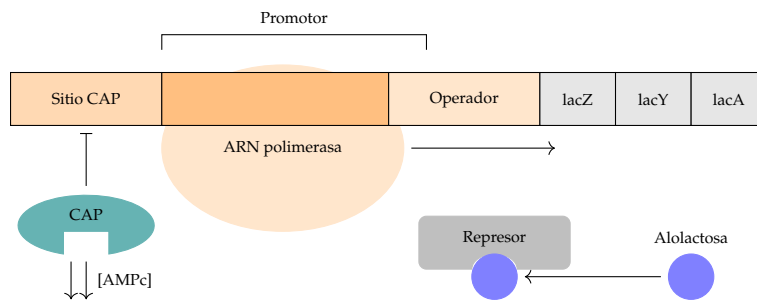 Promotor
Sitio CAP
Operador
lacZ
lacY
lacA
ARN polimerasa
CAP
Represor
Alolactosa
[AMPc]